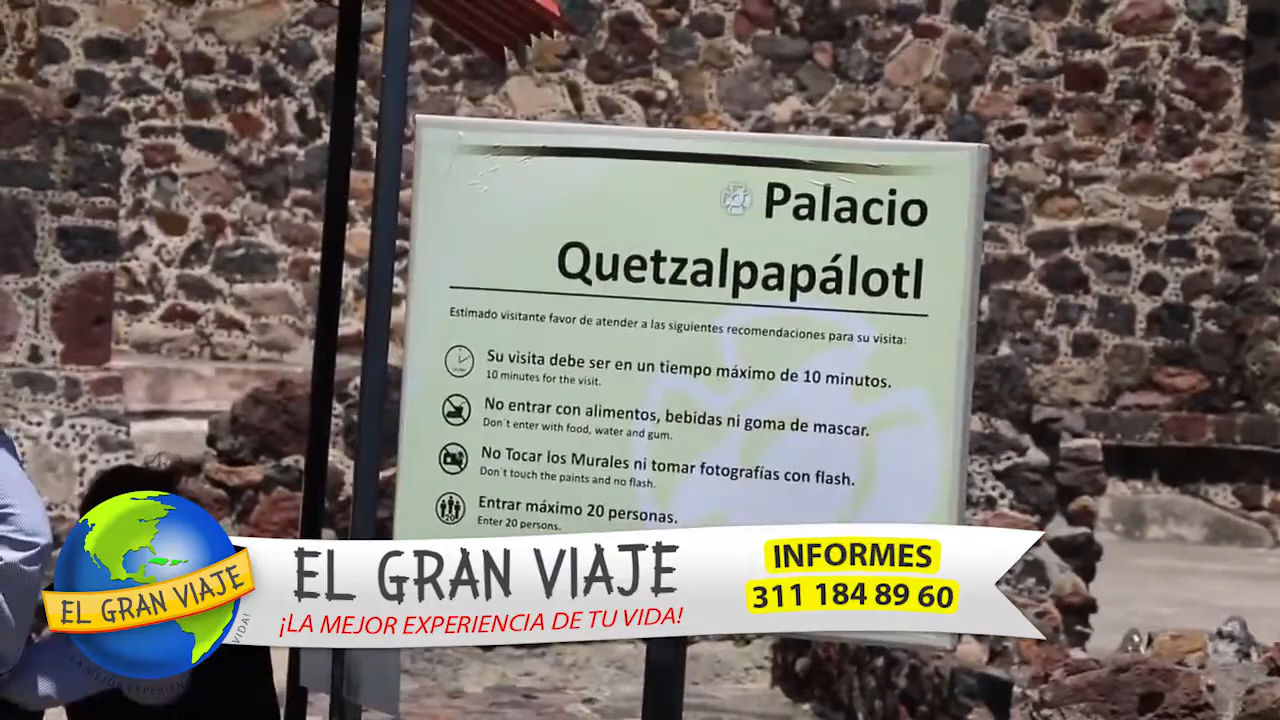 Palacio
Quetzalpapálotl
Estimado visitante favor de atender a las siguientes recomendaciones para su visita:
Su visita debe ser en un tiempo máximo de 10 minutos.
10 minutes for the visit.
No entrar con alimentos, bebidas ni goma de mascar.
Don´t enter with food, water and gum.
No Tocar los Murales ni tomar fotografías con flash.
Don´t touch the paints and no flash.
Entrar máximo 20 personas.
Enter 20 persons.
EL GRAN VIAJE
EL GRAN VIAJE
¡LA MEJOR EXPERIENCIA DE TU VIDA!
INFORMES
311 184 89 60